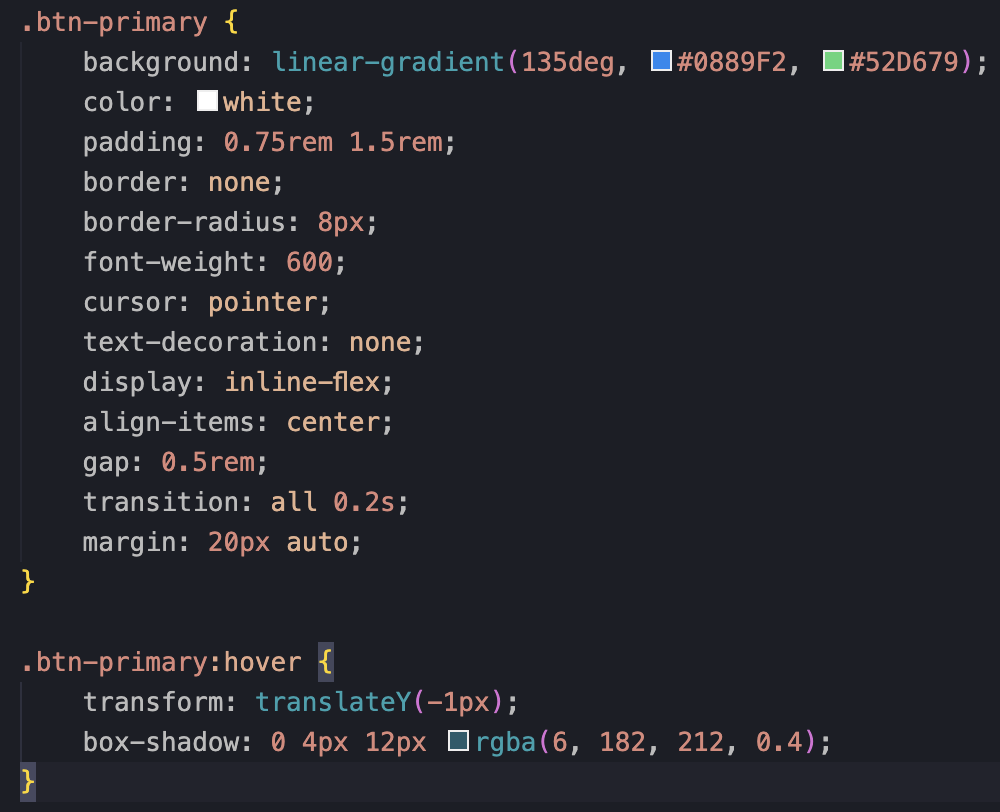 .btn-primary {
    background: linear-gradient(135deg, #0889F2, #52D679);
    color: white;
    padding: 0.75rem 1.5rem;
    border: none;
    border-radius: 8px;
    font-weight: 600;
    cursor: pointer;
    text-decoration: none;
    display: inline-flex;
    align-items: center;
    gap: 0.5rem;
    transition: all 0.2s;
    margin: 20px auto;
}

.btn-primary:hover {
    transform: translateY(-1px);
    box-shadow: 0 4px 12px rgba(6, 182, 212, 0.4);
}